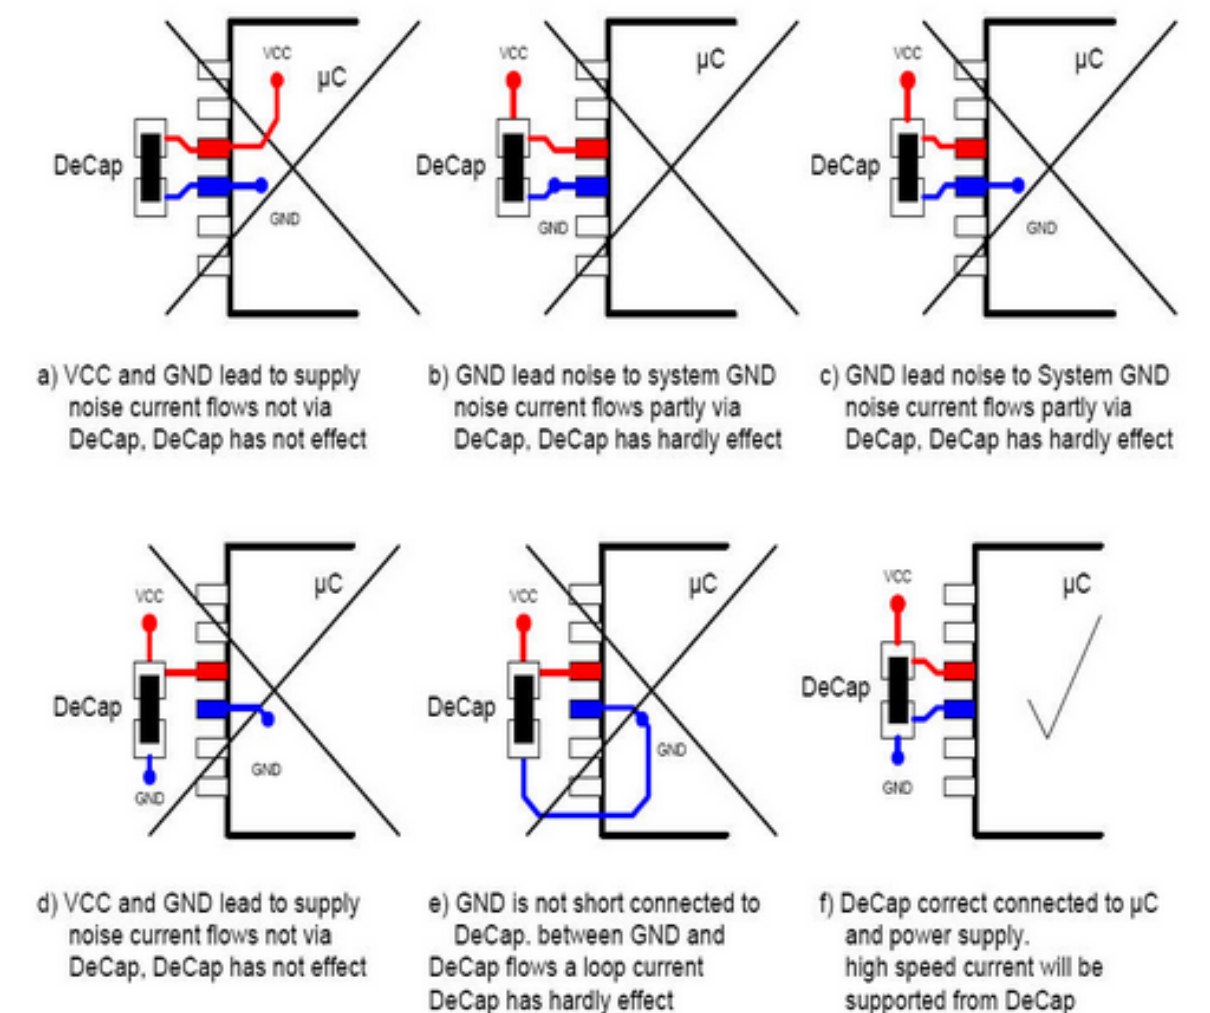 VCC
µC
DeCap
GND
VCC
µC
DeCap
GND
VCC
µC
DeCap
GND
a) VCC and GND lead to supply
noise current flows not via
DeCap, DeCap has not effect
b) GND lead noise to system GND
noise current flows partly via
DeCap, DeCap has hardly effect
c) GND lead noise to System GND
noise current flows partly via
DeCap, DeCap has hardly effect
VCC
µC
DeCap
GND
GND
VCC
µC
DeCap
GND
VCC
µC
DeCap
GND
d) VCC and GND lead to supply
noise current flows not via
DeCap, DeCap has not effect
e) GND is not short connected to
DeCap. between GND and
DeCap flows a loop current
DeCap has hardly effect
f) DeCap correct connected to µC
and power supply.
high speed current will be
supported from DeCap